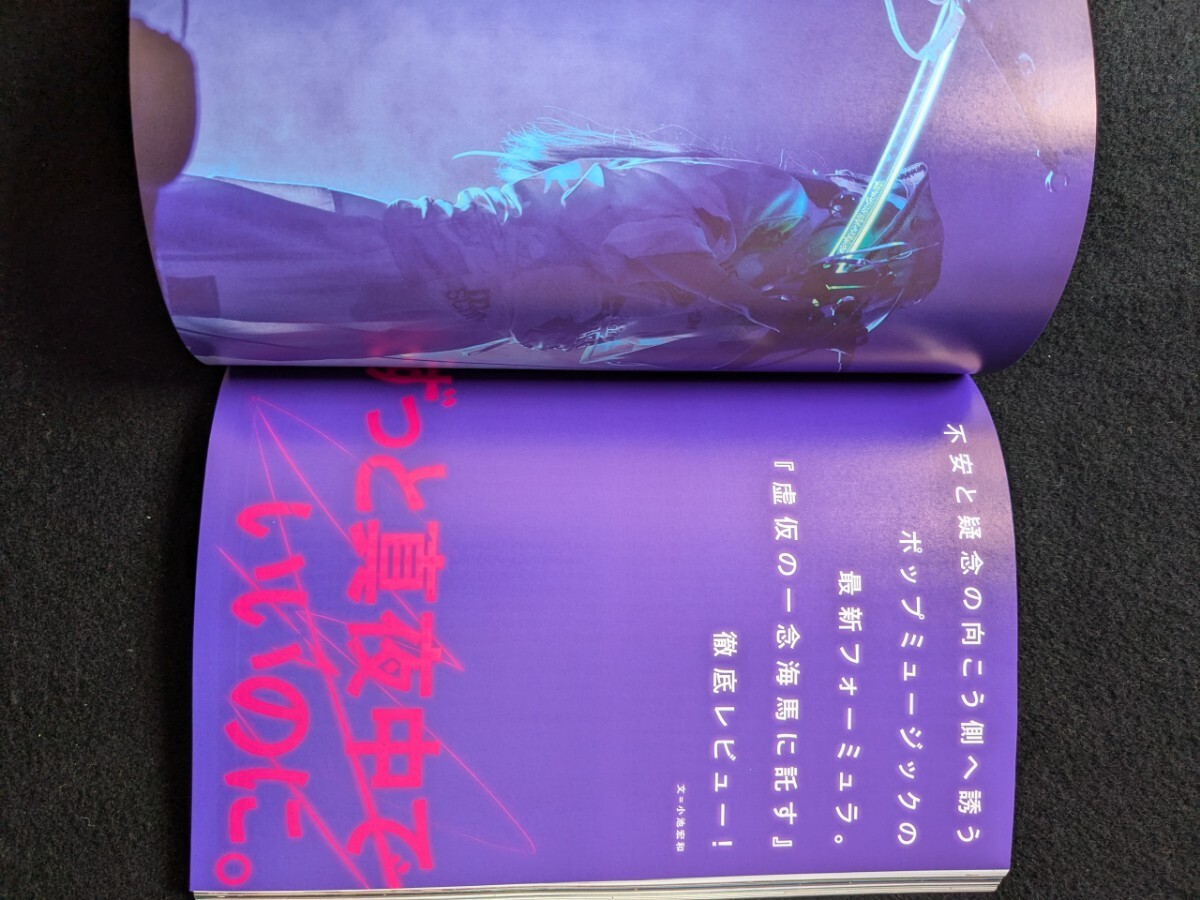 不安と疑念の向こう側へ誘う
ポップミュージックの
最新フォーミュラ。
『虚仮の一念海馬に託す』
徹底レビュー！
文＝小池宏和
ずっと真夜中で
いいのに。